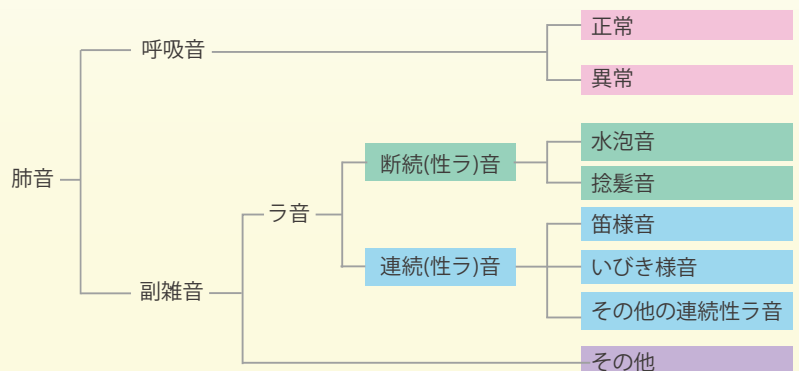 肺音
呼吸音
正常
異常
副雑音
ラ音
断続(性ラ)音
水泡音
捻髪音
連続(性ラ)音
笛様音
いびき様音
その他の連続性ラ音
その他